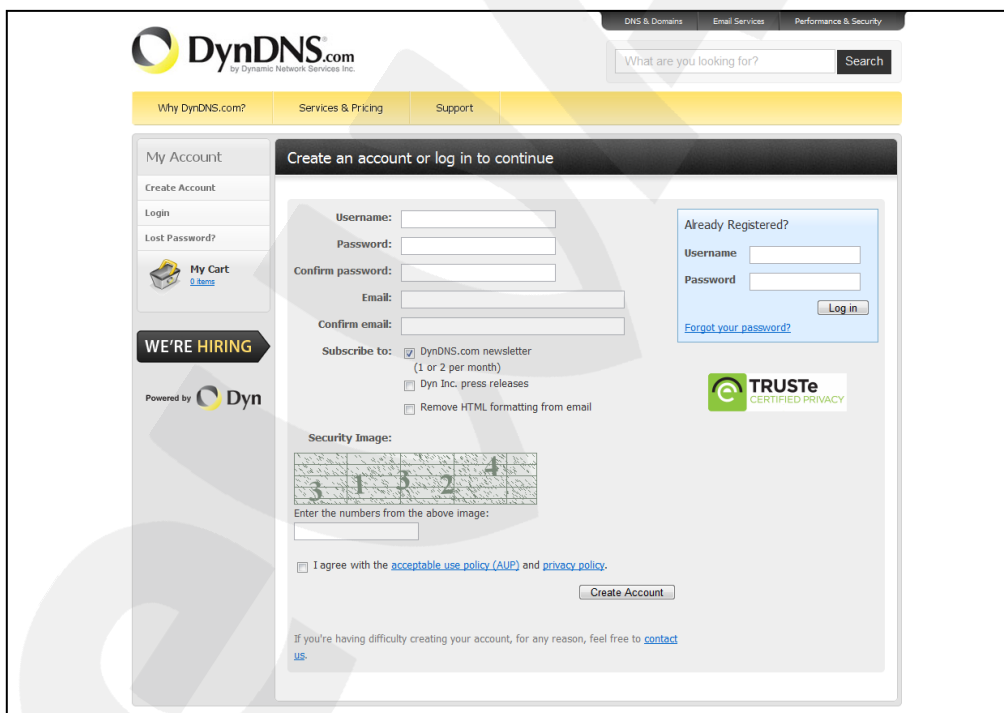 DNS & Domains Email Services Performance & Security
DynDNS.com
by Dynamic Network Services Inc.
What are you looking for? Search
Why DynDNS.com? Services & Pricing Support
My Account
Create Account
Login
Lost Password?
My Cart
0 items
WE'RE HIRING
Powered by Dyn
Create an account or log in to continue
Username:
Password:
Confirm password:
Email:
Confirm email:
Subscribe to: DynDNS.com newsletter
(1 or 2 per month)
Dyn Inc. press releases
Remove HTML formatting from email
Security Image:
3 1 3 2 4
Enter the numbers from the above image:
I agree with the acceptable use policy (AUP) and privacy policy.
Create Account
If you're having difficulty creating your account, for any reason, feel free to contact
us.
Already Registered?
Username
Password
Log in
Forgot your password?
TRUSTe
CERTIFIED PRIVACY